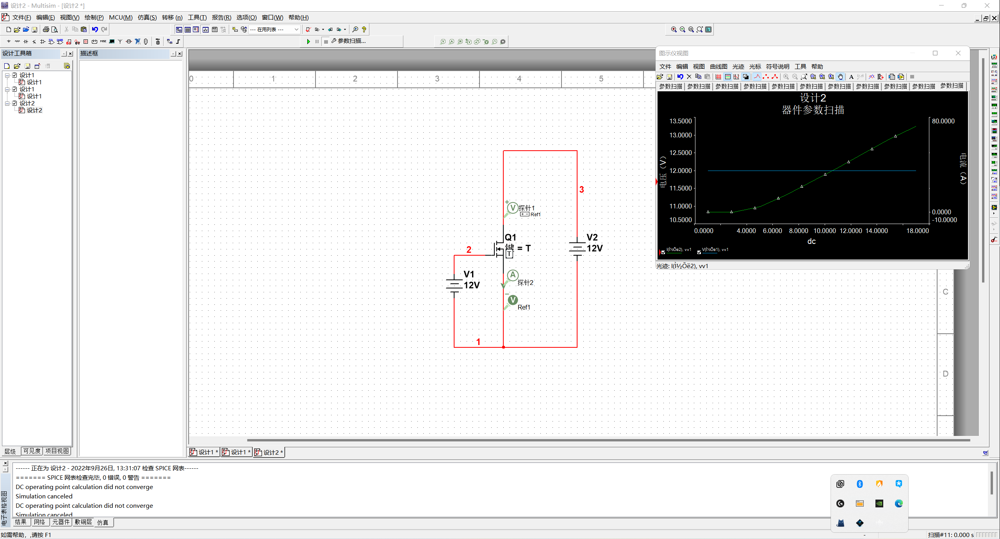 设计2 - Multisim - [设计2 *]
文件(F) 编辑(E) 视图(V) 绘制(P) MCU(M) 仿真(S) 转移 (n) 工具(T) 报告(R) 选项(O) 窗口(W) 帮助(H)
--- 在用列表 ---
参数扫描...
设计工具箱
描述框
设计1
设计1
设计1
设计1
设计2
设计2
0 1 2 3 4 5
3
探针1
Ref1
Q1
键 = T
T
2
V2
12V
V1
12V
A
探针2
V
Ref1
1
C
D
图示仪视图
文件 编辑 视图 曲线图 光迹 光标 符号说明 工具 帮助
参数扫描 参数扫描 参数扫描 参数扫描 参数扫描 参数扫描 参数扫描 参数扫描 参数扫描 参数扫描 参数扫描
设计2
器件参数扫描
电压 (V)
13.5000
13.0000
12.5000
12.0000
11.5000
11.0000
10.5000
80.0000
0.0000
-10.0000
电流 (A)
0.0000 4.0000 6.0000 8.0000 10.0000 12.0000 14.0000 18.0000
dc
I(Ì½Õë2), vv1 V(Ì½Õë1), vv1
光迹: I(Ì½Õë2), vv1
层级 可见度 项目视图
设计1 * 设计1 * 设计2 *
------ 正在为 设计2 - 2022年9月26日, 13:31:07 检查 SPICE 网表------
======= SPICE 网表检查完毕, 0 错误, 0 警告 =======
DC operating point calculation did not converge
Simulation canceled
DC operating point calculation did not converge
Simulation canceled
电子表格视图
结果 网络 元器件 敷铜层 仿真
如需帮助，,请按 F1
-
扫描#11: 0.000 s